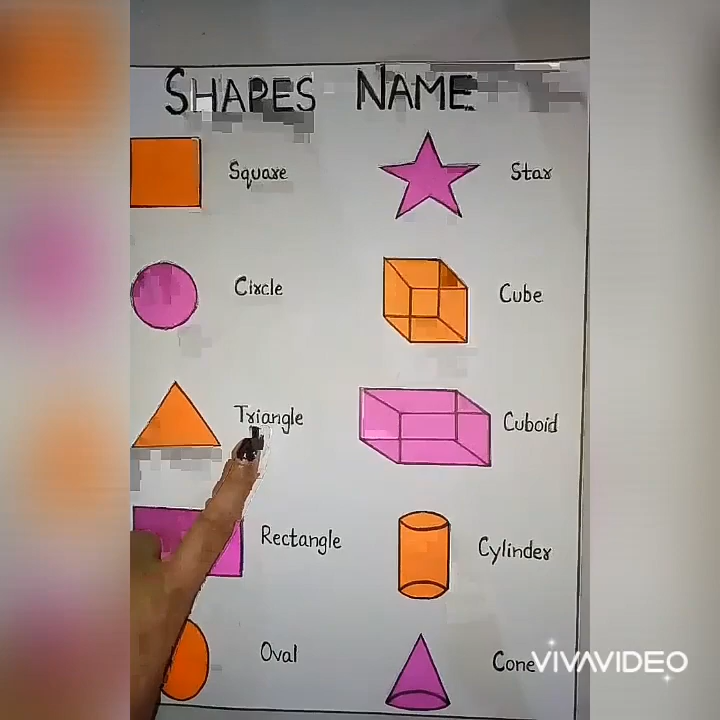 SHAPES NAME
Square
Star
Circle
Cube
Triangle
Cuboid
Rectangle
Cylinder
Oval
Cone
VIVAVIDEO